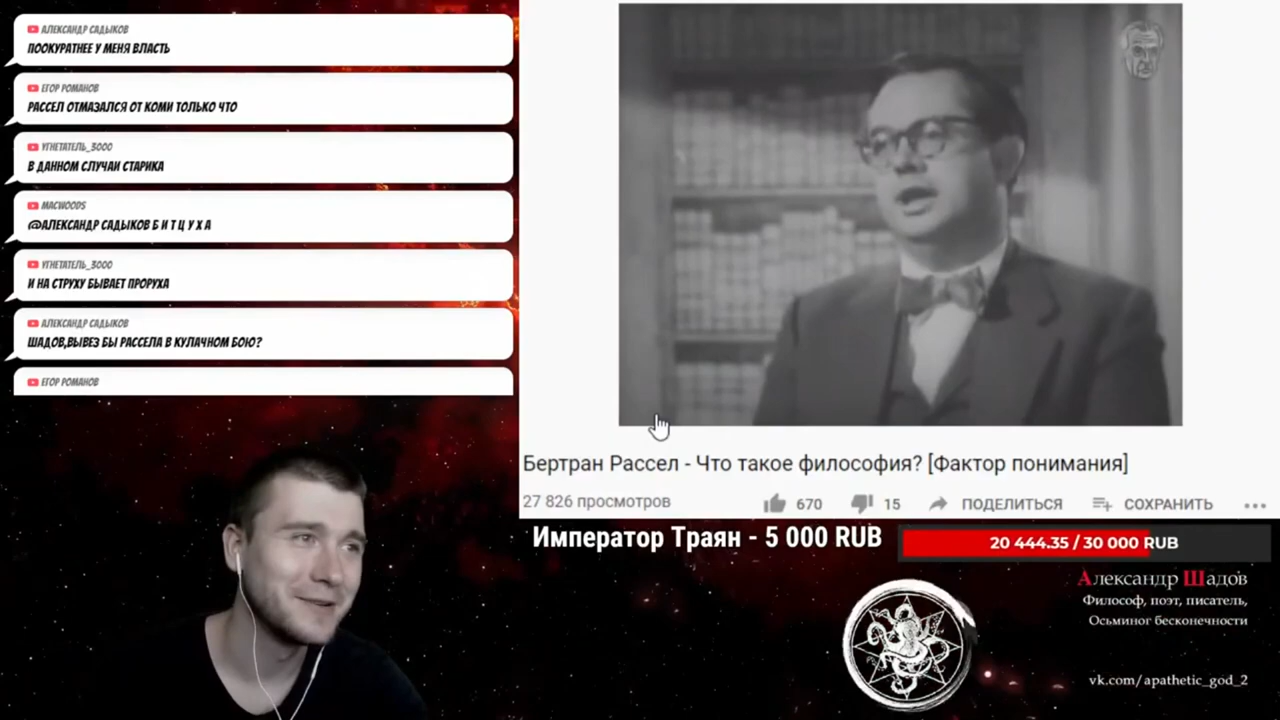 АЛЕКСАНДР САДЫКОВ
ПООКУРАТНЕЕ У МЕНЯ ВЛАСТЬ
ЕГОР РОМАНОВ
РАССЕЛ ОТМАЗАЛСЯ ОТ КОМИ ТОЛЬКО ЧТО
УГНЕТАТЕЛЬ_3000
В ДАННОМ СЛУЧАИ СТАРИКА
MACWOODS
@АЛЕКСАНДР САДЫКОВ Б И Т Ц У Х А
УГНЕТАТЕЛЬ_3000
И НА СТРУХУ БЫВАЕТ ПРОРУХА
АЛЕКСАНДР САДЫКОВ
ШАДОВ,ВЫВЕЗ БЫ РАССЕЛА В КУЛАЧНОМ БОЮ?
ЕГОР РОМАНОВ
Бертран Рассел - Что такое философия? [Фактор понимания]
27 826 просмотров
670
15
ПОДЕЛИТЬСЯ
СОХРАНИТЬ
Император Траян - 5 000 RUB
20 444.35 / 30 000 RUB
Александр Шадов
Философ, поэт, писатель,
Осьминог бесконечности
vk.com/apathetic_god_2